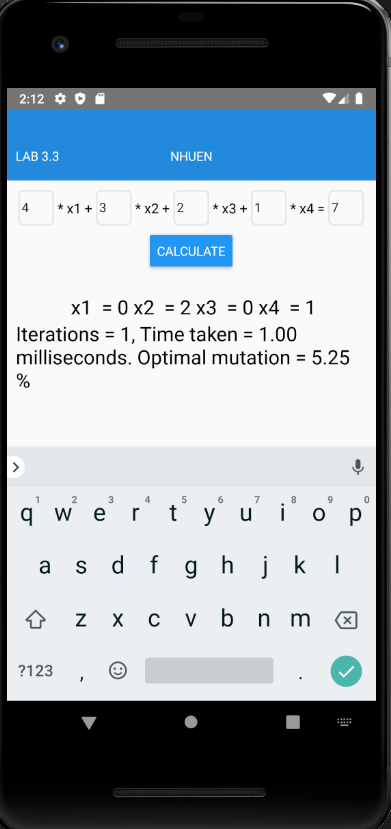 2:12
LAB 3.3 NHUEN
4 * x1 + 3 * x2 + 2 * x3 + 1 * x4 = 7
CALCULATE
x1 = 0 x2 = 2 x3 = 0 x4 = 1
Iterations = 1, Time taken = 1.00
milliseconds. Optimal mutation = 5.25
%
1 2 3 4 5 6 7 8 9 0
q w e r t y u i o p
a s d f g h j k l
z x c v b n m
?123 , .